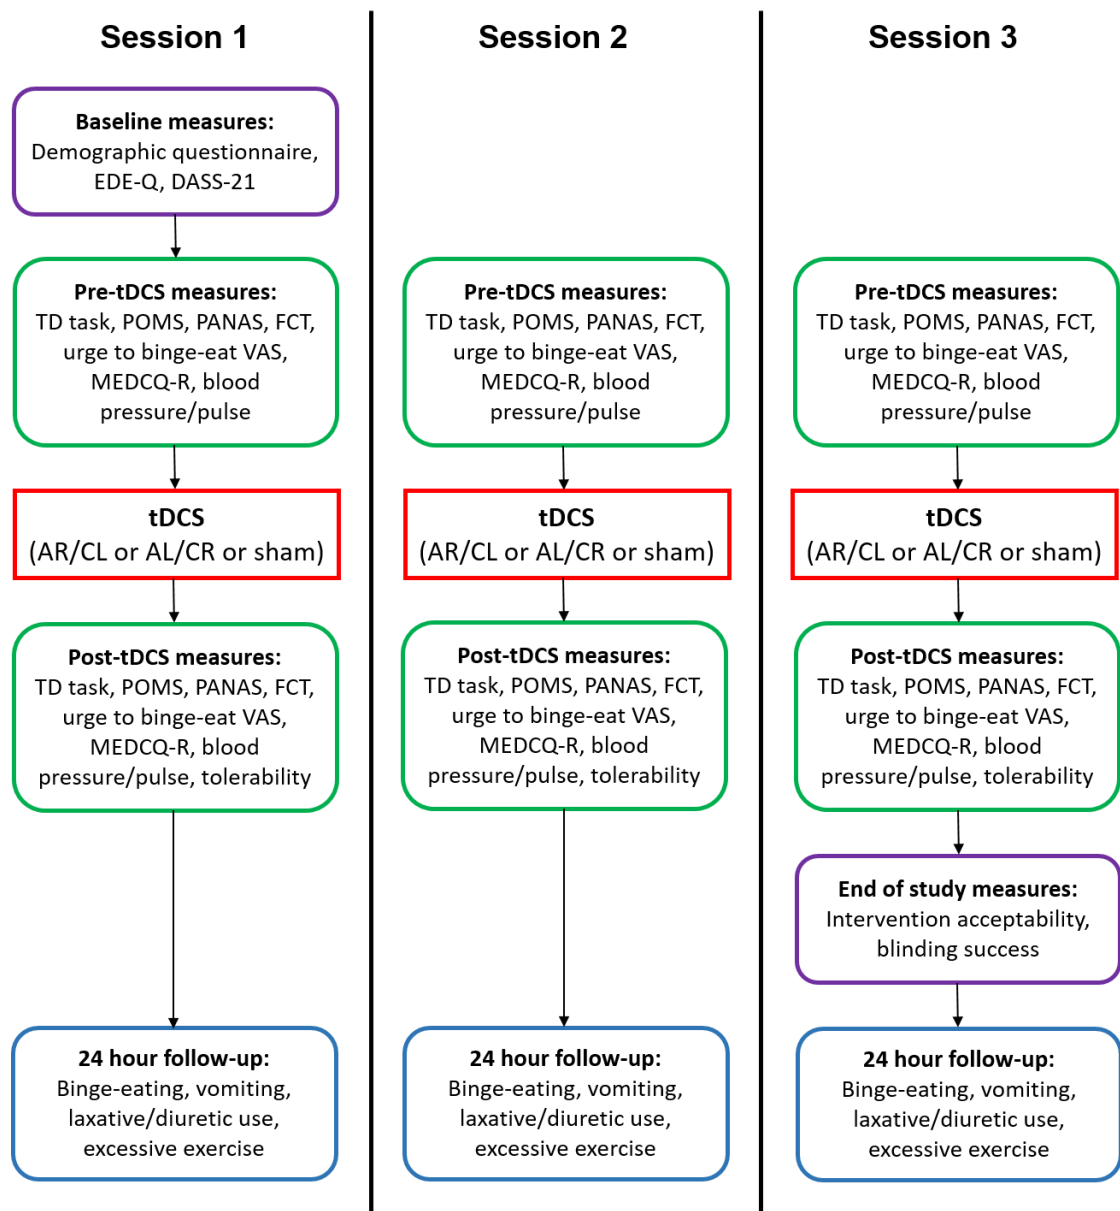 Session 1
Baseline measures:
Demographic questionnaire,
EDE-Q, DASS-21
Pre-tDCS measures:
TD task, POMS, PANAS, FCT,
urge to binge-eat VAS,
MEDCQ-R, blood
pressure/pulse
tDCS
(AR/CL or AL/CR or sham)
Post-tDCS measures:
TD task, POMS, PANAS, FCT,
urge to binge-eat VAS,
MEDCQ-R, blood
pressure/pulse, tolerability
24 hour follow-up:
Binge-eating, vomiting,
laxative/diuretic use,
excessive exercise
Session 2
Pre-tDCS measures:
TD task, POMS, PANAS, FCT,
urge to binge-eat VAS,
MEDCQ-R, blood
pressure/pulse
tDCS
(AR/CL or AL/CR or sham)
Post-tDCS measures:
TD task, POMS, PANAS, FCT,
urge to binge-eat VAS,
MEDCQ-R, blood
pressure/pulse, tolerability
24 hour follow-up:
Binge-eating, vomiting,
laxative/diuretic use,
excessive exercise
Session 3
Pre-tDCS measures:
TD task, POMS, PANAS, FCT,
urge to binge-eat VAS,
MEDCQ-R, blood
pressure/pulse
tDCS
(AR/CL or AL/CR or sham)
Post-tDCS measures:
TD task, POMS, PANAS, FCT,
urge to binge-eat VAS,
MEDCQ-R, blood
pressure/pulse, tolerability
End of study measures:
Intervention acceptability,
blinding success
24 hour follow-up:
Binge-eating, vomiting,
laxative/diuretic use,
excessive exercise